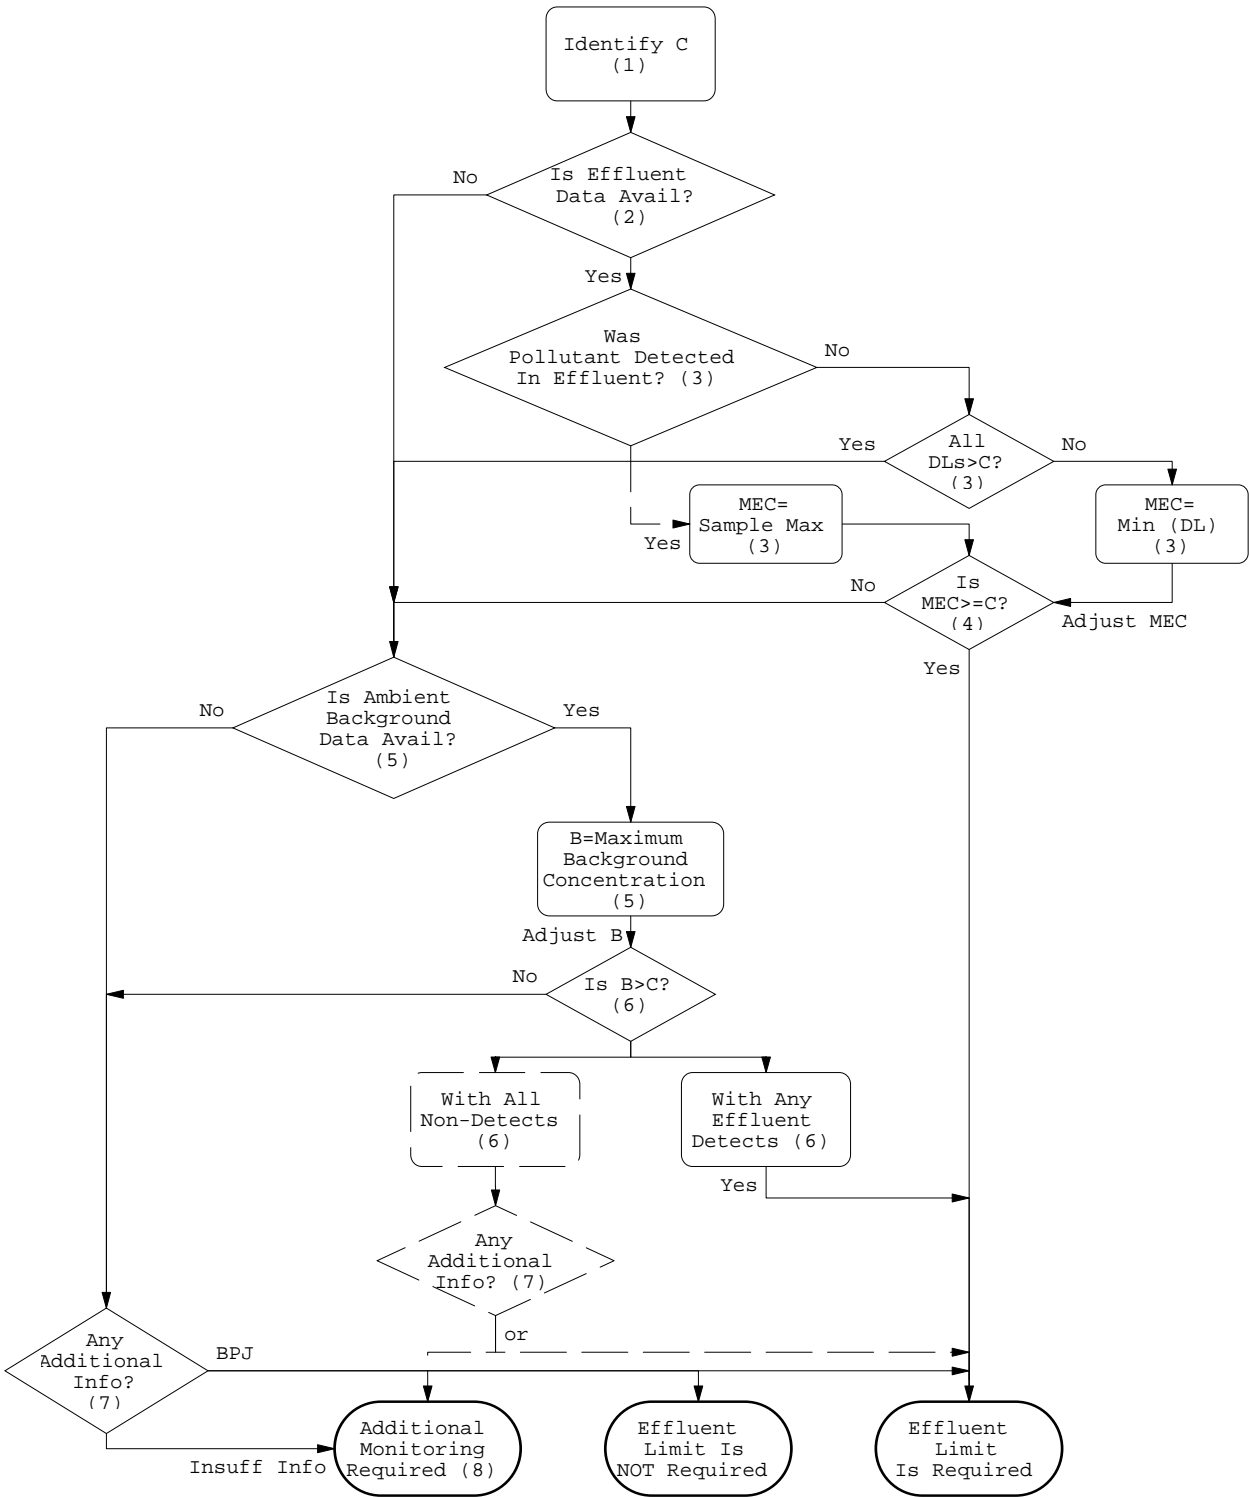 Identify C
(1)
No
Is Effluent
Data Avail?
(2)
Yes
Was
Pollutant Detected
In Effluent? (3)
No
Yes
All
DLs>C?
(3)
No
MEC=
Sample Max
(3)
Yes
MEC=
Min (DL)
(3)
No
Is
MEC>=C?
(4)
Adjust MEC
Yes
No
Is Ambient
Background
Data Avail?
(5)
Yes
B=Maximum
Background
Concentration
(5)
Adjust B
No
Is B>C?
(6)
With All
Non-Detects
(6)
With Any
Effluent
Detects (6)
Yes
Any
Additional
Info? (7)
or
Any
Additional
Info?
(7)
BPJ
Insuff Info
Additional
Monitoring
Required (8)
Effluent
Limit Is
NOT Required
Effluent
Limit
Is Required